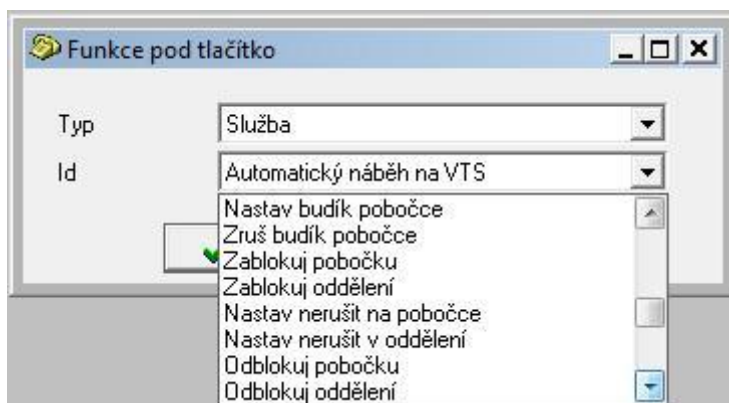 Funkce pod tlačítko
Typ
Služba
Id
Automatický náběh na VTS
Nastav budík pobočce
Zruš budík pobočce
Zablokuj pobočku
Zablokuj oddělení
Nastav nerušit na pobočce
Nastav nerušit v oddělení
Odblokuj pobočku
Odblokuj oddělení